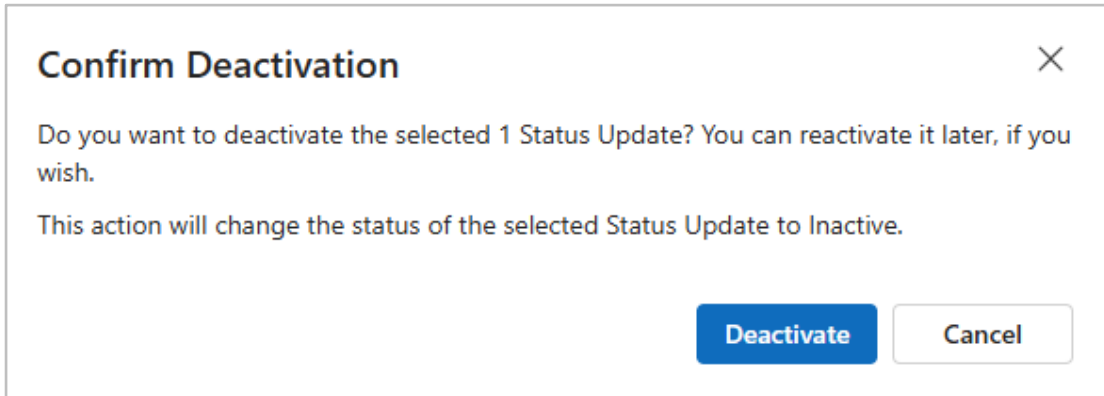 Confirm Deactivation
Do you want to deactivate the selected 1 Status Update? You can reactivate it later, if you
wish.
This action will change the status of the selected Status Update to Inactive.
Deactivate Cancel